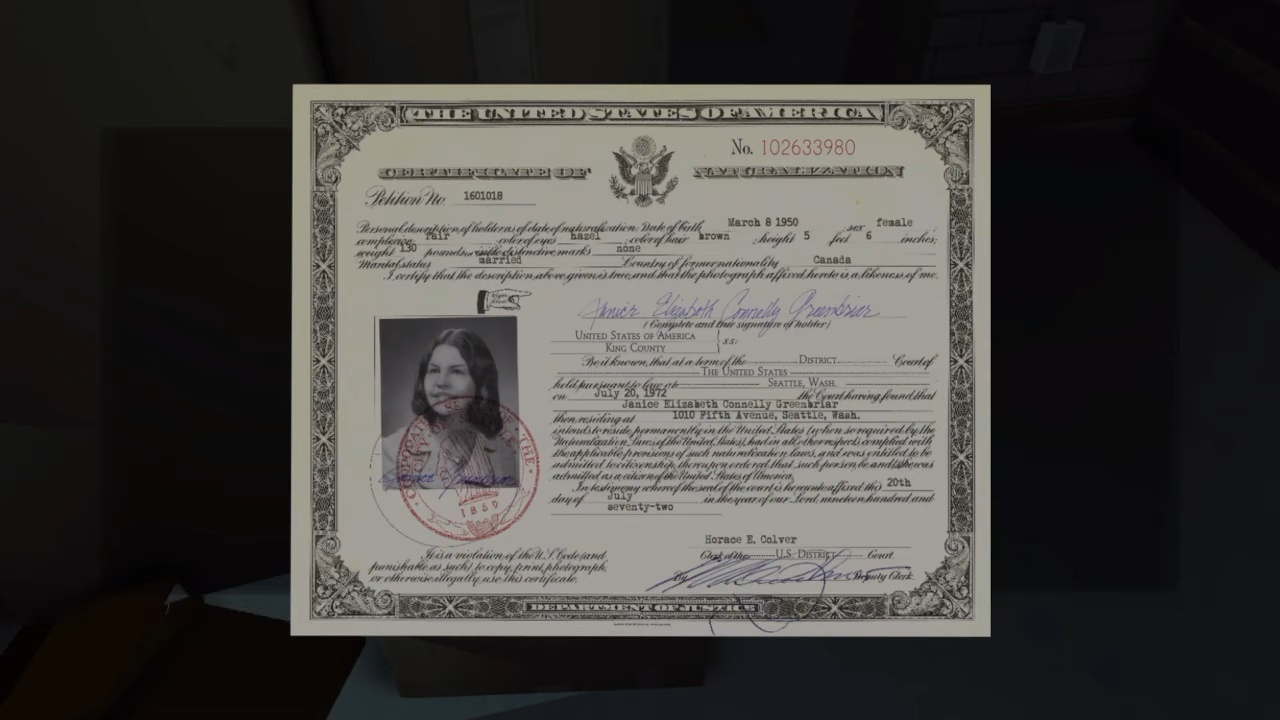 THE UNITED STATES OF AMERICA
No. 102633980
CERTIFICATE OF NATURALIZATION
Petition No 1601018
Personal description of holder as of date of naturalization: Date of birth March 8 1950 sex female
complexion fair color of eyes hazel color of hair brown height 5 feet 6 inches;
weight 130 pounds; visible distinctive marks none
Marital status married Country of former nationality Canada
I certify that the description above given is true, and that the photograph affixed hereto is a likeness of me.
Janice Elizabeth Connelly Greenbriar
(Complete and true signature of holder)
UNITED STATES OF AMERICA
KING COUNTY
ss:
Be it known, that at a term of the DISTRICT Court of
THE UNITED STATES
held pursuant to law at SEATTLE, WASH.
on July 20, 1972 the Court having found that
Janice Elizabeth Connelly Greenbriar
then residing at 1010 Fifth Avenue, Seattle, Wash.
intends to reside permanently in the United States (when so required by the
Naturalization Laws of the United States), had in all other respects complied with
the applicable provisions of such naturalization laws, and was entitled to be
admitted to citizenship, thereupon ordered that such person be and (s)he was
admitted as a citizen of the United States of America.
In testimony whereof the seal of the court is hereunto affixed this 20th
day of July in the year of our Lord, nineteen hundred and
seventy-two
1869
Horace E. Colver
Clerk of the U.S. DISTRICT Court.
By Deputy Clerk.
It is a violation of the U.S. Code (and
punishable as such) to copy, print, photograph,
or otherwise illegally use this certificate.
DEPARTMENT OF JUSTICE